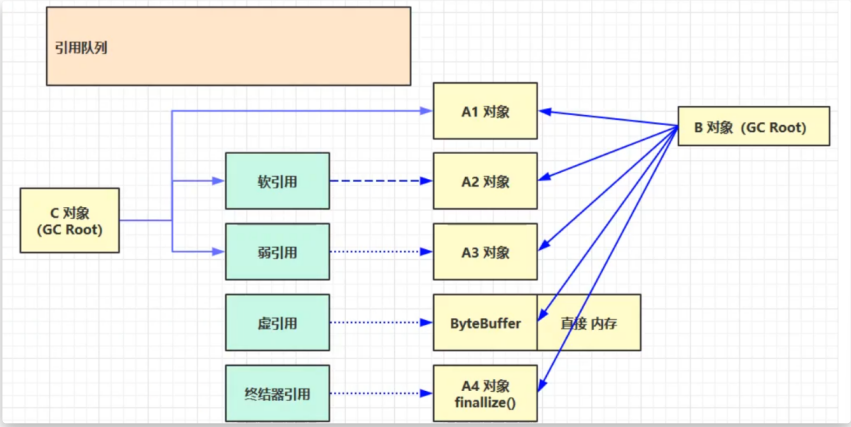 引用队列
A1 对象
B 对象（GC Root）
软引用
A2 对象
C 对象
(GC Root)
弱引用
A3 对象
虚引用
ByteBuffer
直接 内存
终结器引用
A4 对象
finallize()